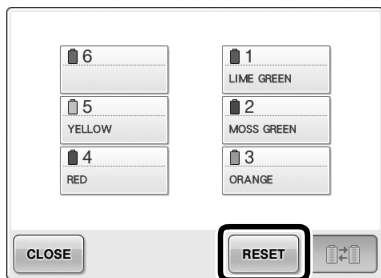 6
1
LIME GREEN
5
YELLOW
2
MOSS GREEN
4
RED
3
ORANGE
CLOSE
RESET